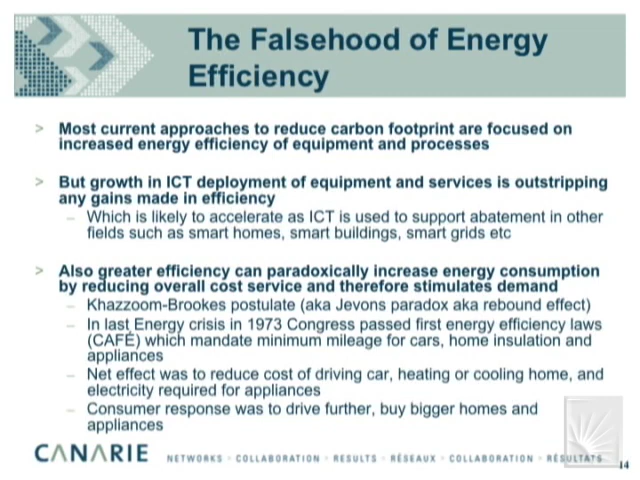 The Falsehood of Energy
Efficiency
> Most current approaches to reduce carbon footprint are focused on
increased energy efficiency of equipment and processes
> But growth in ICT deployment of equipment and services is outstripping
any gains made in efficiency
– Which is likely to accelerate as ICT is used to support abatement in other
fields such as smart homes, smart buildings, smart grids etc
> Also greater efficiency can paradoxically increase energy consumption
by reducing overall cost service and therefore stimulates demand
– Khazzoom-Brookes postulate (aka Jevons paradox aka rebound effect)
– In last Energy crisis in 1973 Congress passed first energy efficiency laws
(CAFÉ) which mandate minimum mileage for cars, home insulation and
appliances
– Net effect was to reduce cost of driving car, heating or cooling home, and
electricity required for appliances
– Consumer response was to drive further, buy bigger homes and
appliances
CANARIE NETWORKS · COLLABORATION · RESULTS · RÉSEAUX · COLLABORATION · RÉSULTATS
14